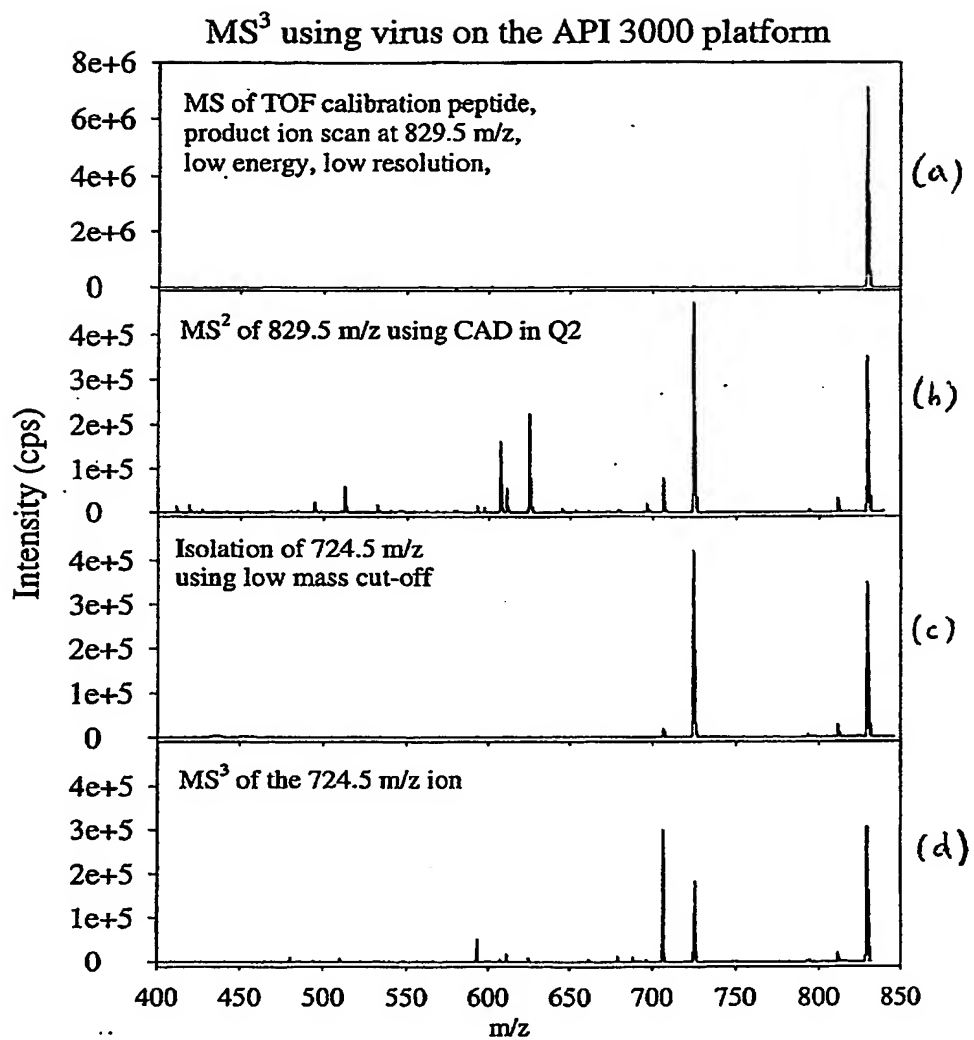 MS³ using virus on the API 3000 platform
8e+6
MS of TOF calibration peptide,
product ion scan at 829.5 m/z,
low energy, low resolution,
6e+6
4e+6
2e+6
0
(a)
MS² of 829.5 m/z using CAD in Q2
4e+5
3e+5
2e+5
1e+5
0
(b)
Isolation of 724.5 m/z
using low mass cut-off
4e+5
3e+5
2e+5
1e+5
0
(c)
MS³ of the 724.5 m/z ion
4e+5
3e+5
2e+5
1e+5
0
(d)
Intensity (cps)
400 450 500 550 600 650 700 750 800 850
m/z